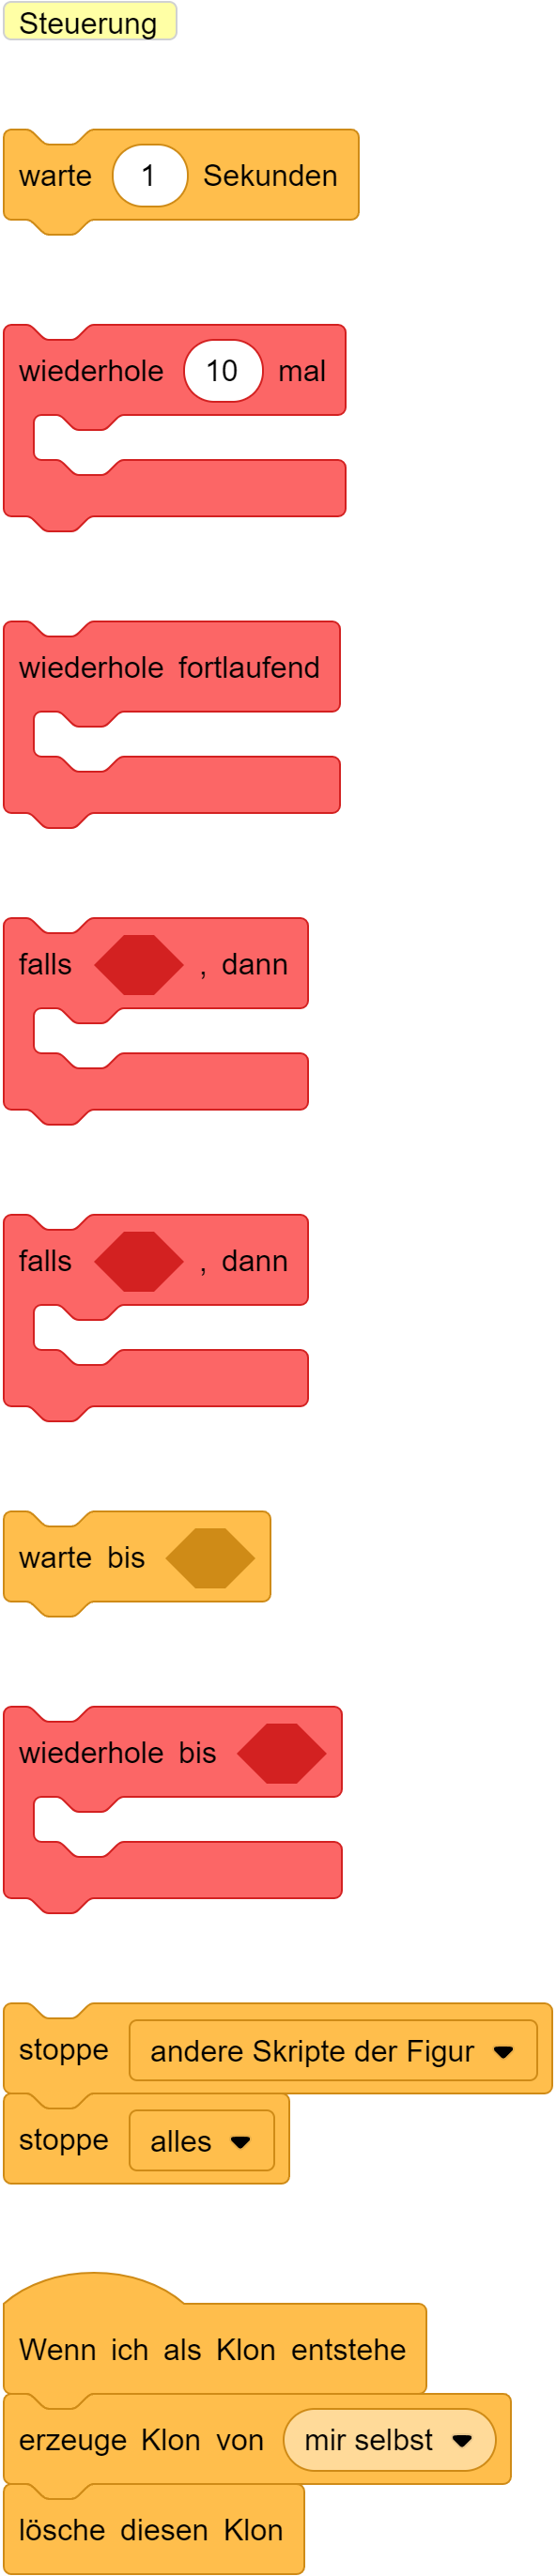 Steuerung
warte 1 Sekunden
wiederhole 10 mal
wiederhole fortlaufend
falls , dann
falls , dann
warte bis
wiederhole bis
stoppe andere Skripte der Figur
stoppe alles
Wenn ich als Klon entstehe
erzeuge Klon von mir selbst
lösche diesen Klon